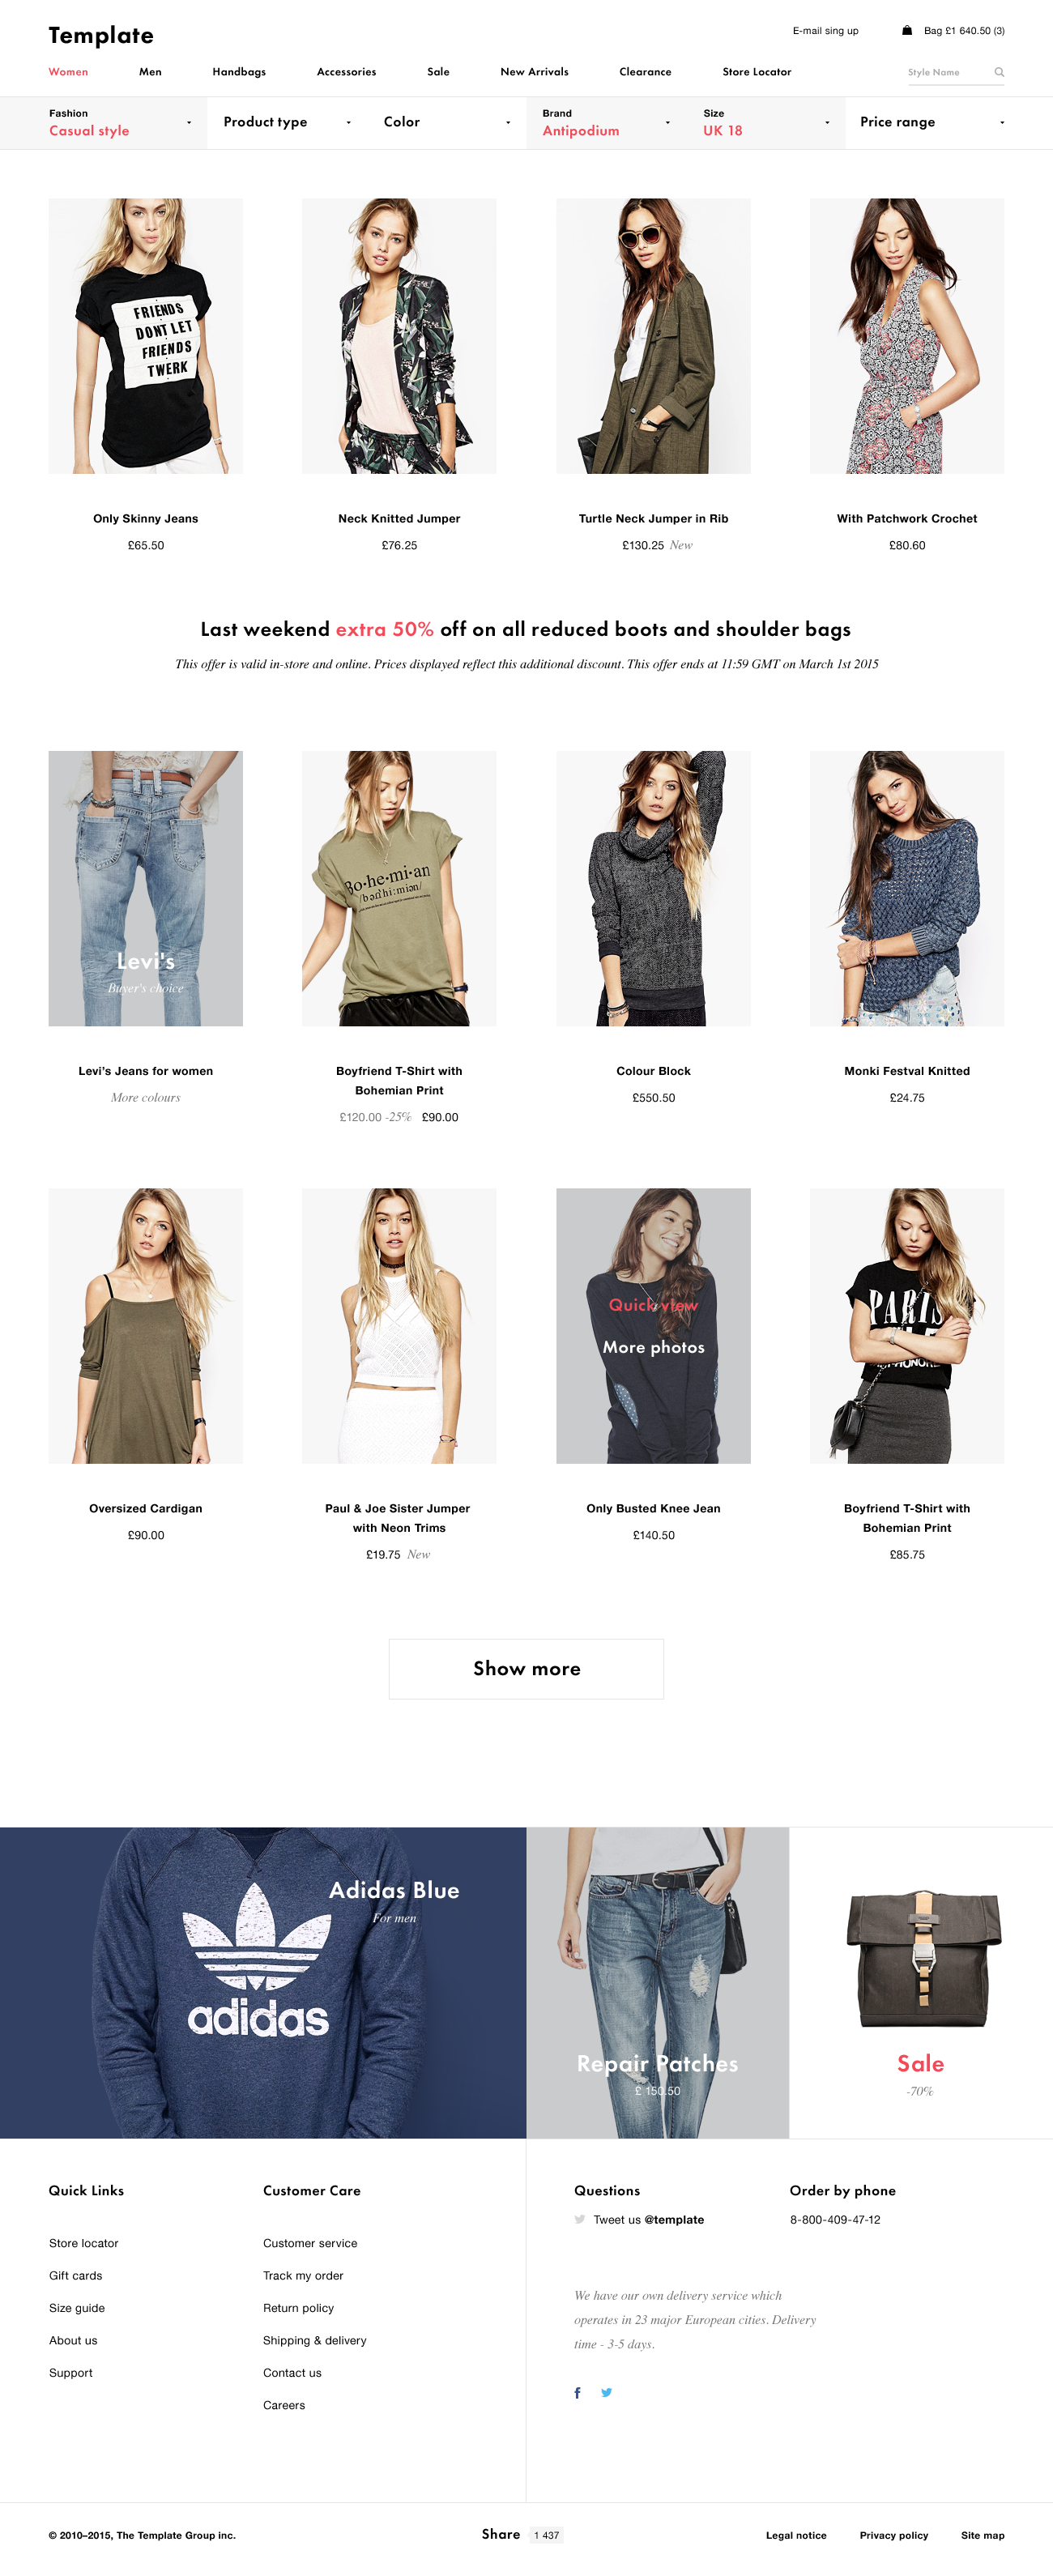 Template
E-mail sing up
Bag £1 640.50 (3)
Women Men Handbags Accessories Sale New Arrivals Clearance Store Locator
Style Name
Fashion
Casual style
Product type
Color
Brand
Antipodium
Size
UK 18
Price range
FRIENDS
DONT LET
FRIENDS
TWERK
Only Skinny Jeans
£65.50
Neck Knitted Jumper
£76.25
Turtle Neck Jumper in Rib
£130.25 New
With Patchwork Crochet
£80.60
Last weekend extra 50% off on all reduced boots and shoulder bags
This offer is valid in-store and online. Prices displayed reflect this additional discount. This offer ends at 11:59 GMT on March 1st 2015
Levi's
Buyer's choice
Bo·he·mi·an
Levi's Jeans for women
More colours
Boyfriend T-Shirt with
Bohemian Print
£120.00 -25% £90.00
Colour Block
£550.50
Monki Festval Knitted
£24.75
Quick view
More photos
PARIS
Oversized Cardigan
£90.00
Paul & Joe Sister Jumper
with Neon Trims
£19.75 New
Only Busted Knee Jean
£140.50
Boyfriend T-Shirt with
Bohemian Print
£85.75
Show more
Adidas Blue
For men
adidas
Repair Patches
£ 150.50
Sale
-70%
Quick Links
Store locator
Gift cards
Size guide
About us
Support
Customer Care
Customer service
Track my order
Return policy
Shipping & delivery
Contact us
Careers
Questions
Tweet us @template
Order by phone
8-800-409-47-12
We have our own delivery service which
operates in 23 major European cities. Delivery
time - 3-5 days.
© 2010–2015, The Template Group inc.
Share 1 437
Legal notice
Privacy policy
Site map